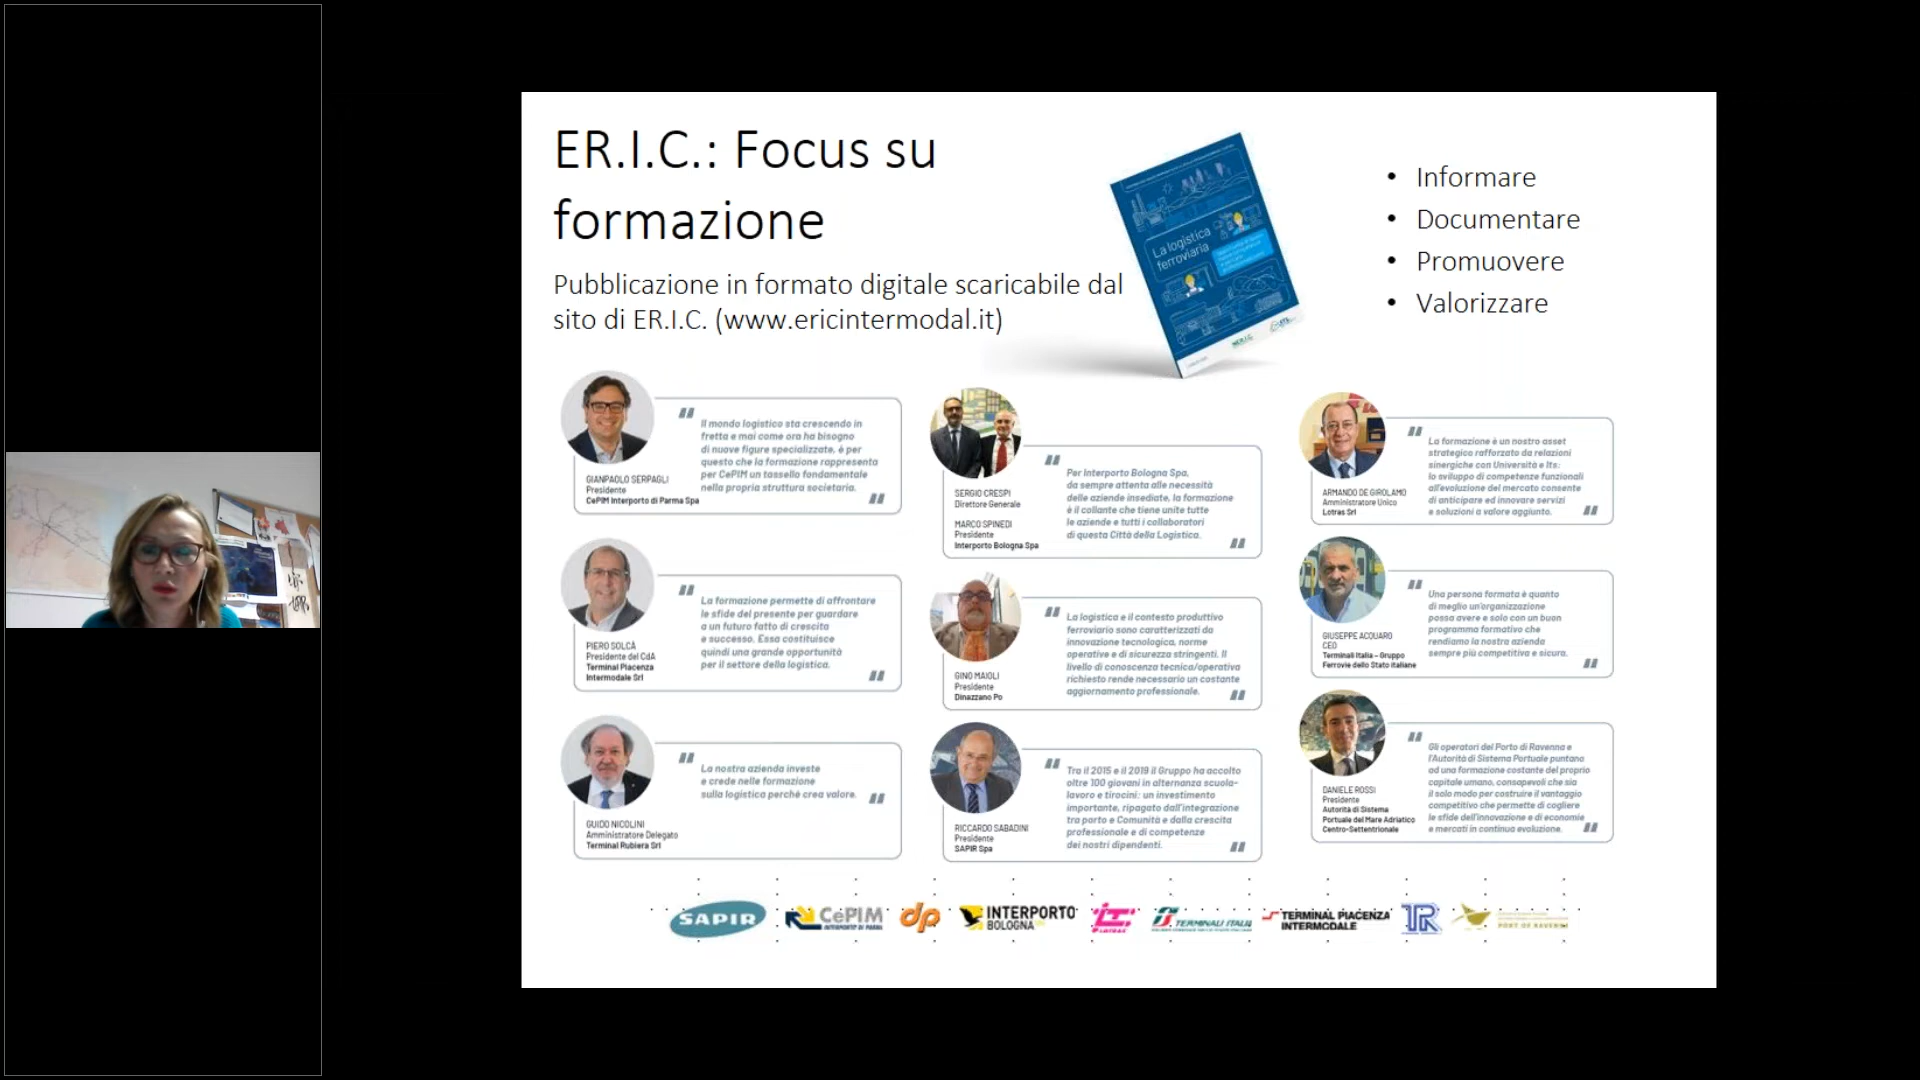 ER.I.C.: Focus su
formazione
Pubblicazione in formato digitale scaricabile dal
sito di ER.I.C. (www.ericintermodal.it)
La logistica
ferroviaria
• Informare
• Documentare
• Promuovere
• Valorizzare
Il mondo logistico sta crescendo in
fretta e mai come ora ha bisogno
di nuove figure specializzate, è per
questo che la formazione rappresenta
per CePIM un tassello fondamentale
nella propria struttura societaria.
GIANPAOLO SERPAGLI
Presidente
CePIM Interporto di Parma Spa
La formazione permette di affrontare
le sfide del presente per guardare
a un futuro fatto di crescita
e successo. Essa costituisce
quindi una grande opportunità
per il settore della logistica.
PIERO SOLCÀ
Presidente del CdA
Terminal Piacenza
Intermodale Srl
La nostra azienda investe
e crede nelle formazione
sulla logistica perchè crea valore.
GUIDO NICOLINI
Amministratore Delegato
Terminal Rubiera Srl
Per Interporto Bologna Spa,
da sempre attenta alle necessità
delle aziende insediate, la formazione
è il collante che tiene unite tutte
le aziende e tutti i collaboratori
di questa Città della Logistica.
SERGIO CRESPI
Direttore Generale
MARCO SPINEDI
Presidente
Interporto Bologna Spa
La logistica e il contesto produttivo
ferroviario sono caratterizzati da
innovazione tecnologica, norme
operative e di sicurezza stringenti. Il
livello di conoscenza tecnica/operativa
richiesto rende necessario un costante
aggiornamento professionale.
GINO MAIOLI
Presidente
Dinazzano Po
Tra il 2015 e il 2019 il Gruppo ha accolto
oltre 100 giovani in alternanza scuola-
lavoro e tirocini: un investimento
importante, ripagato dall'integrazione
tra porto e Comunità e dalla crescita
professionale e di competenze
dei nostri dipendenti.
RICCARDO SABADINI
Presidente
SAPIR Spa
La formazione è un nostro asset
strategico rafforzato da relazioni
sinergiche con Università e Its:
lo sviluppo di competenze funzionali
all'evoluzione del mercato consente
di anticipare ed innovare servizi
e soluzioni a valore aggiunto.
ARMANDO DE GIROLAMO
Amministratore Unico
Lotras Srl
Una persona formata è quanto
di meglio un'organizzazione
possa avere e solo con un buon
programma formativo che
rendiamo la nostra azienda
sempre più competitiva e sicura.
GIUSEPPE ACQUARO
CEO
Terminali Italia – Gruppo
Ferrovie dello Stato Italiane
Gli operatori del Porto di Ravenna e
l'Autorità di Sistema Portuale puntano
ad una formazione costante del proprio
capitale umano, consapevoli che sia
il solo modo per costruire il vantaggio
competitivo che permette di cogliere
le sfide dell'innovazione e di economie
e mercati in continua evoluzione.
DANIELE ROSSI
Presidente
Autorità di Sistema
Portuale del Mare Adriatico
Centro-Settentrionale
SAPIR
CePIM
INTERPORTO DI PARMA
dp
INTERPORTO
BOLOGNA
LOTRAS
TERMINALI ITALIA
TERMINAL PIACENZA
INTERMODALE
TR
PORT OF RAVENNA